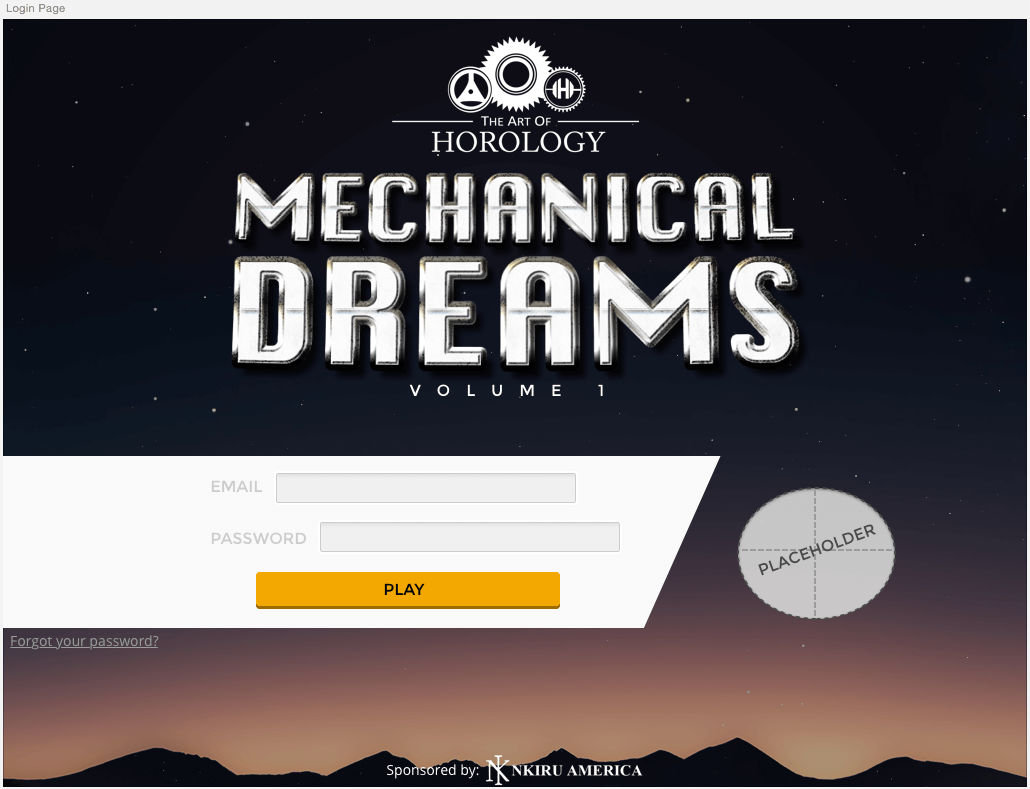 Login Page
THE ART OF
HOROLOGY
MECHANICAL
DREAMS
VOLUME 1
EMAIL
PASSWORD
PLACEHOLDER
PLAY
Forgot your password?
Sponsored by: NK NKIRU AMERICA